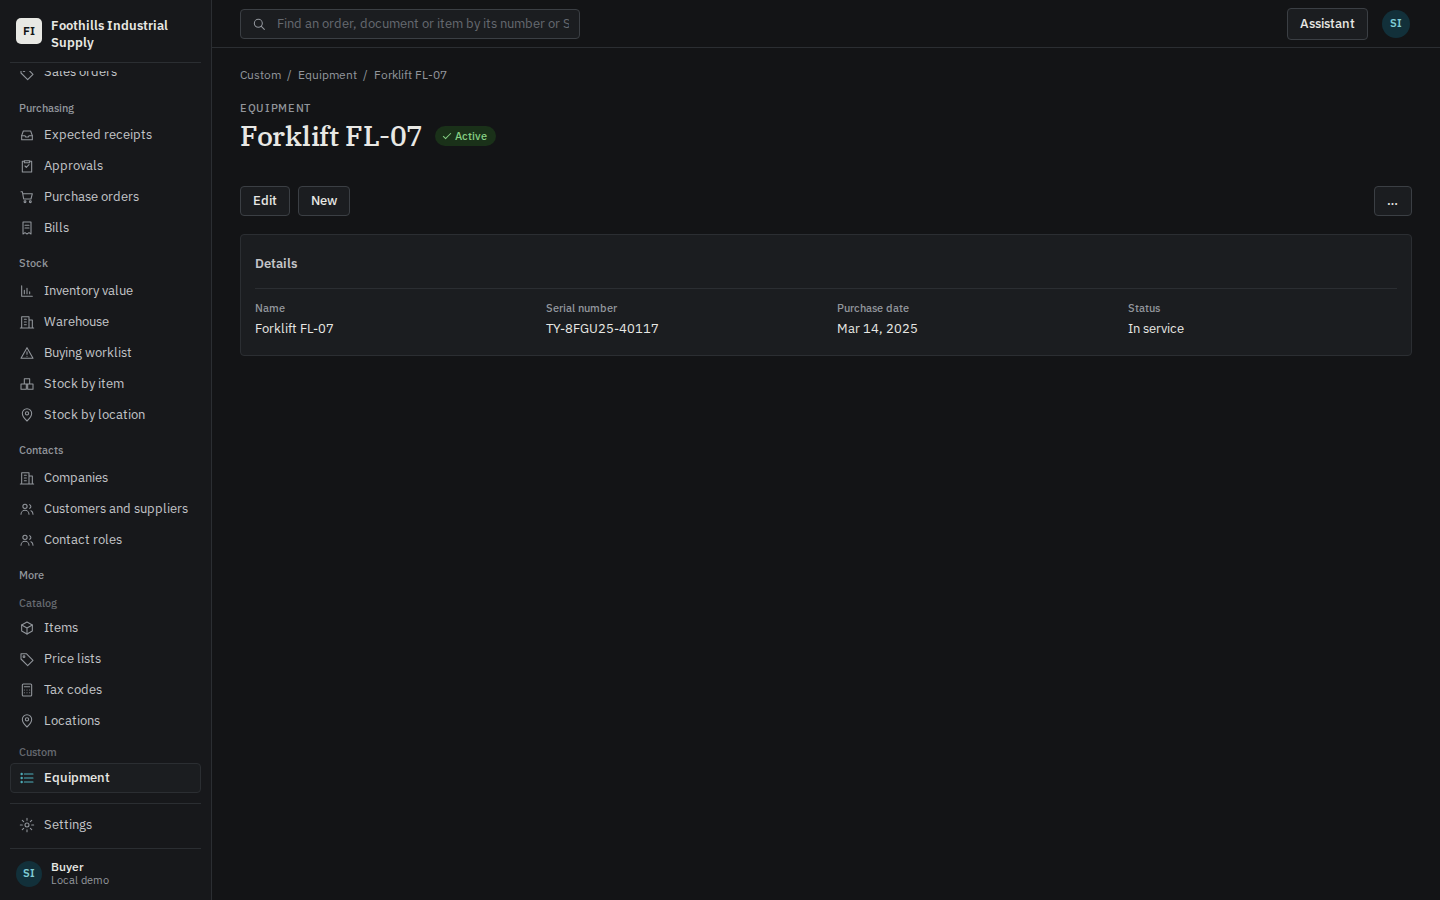 FI
Foothills Industrial
Supply
Sales orders
Purchasing
Expected receipts
Approvals
Purchase orders
Bills
Stock
Inventory value
Warehouse
Buying worklist
Stock by item
Stock by location
Contacts
Companies
Customers and suppliers
Contact roles
More
Catalog
Items
Price lists
Tax codes
Locations
Custom
Equipment
Settings
SI
Buyer
Local demo
Find an order, document or item by its number or S
Assistant
SI
Custom / Equipment / Forklift FL-07
EQUIPMENT
Forklift FL-07
Active
Edit
New
...
Details
Name
Serial number
Purchase date
Status
Forklift FL-07
TY-8FGU25-40117
Mar 14, 2025
In service